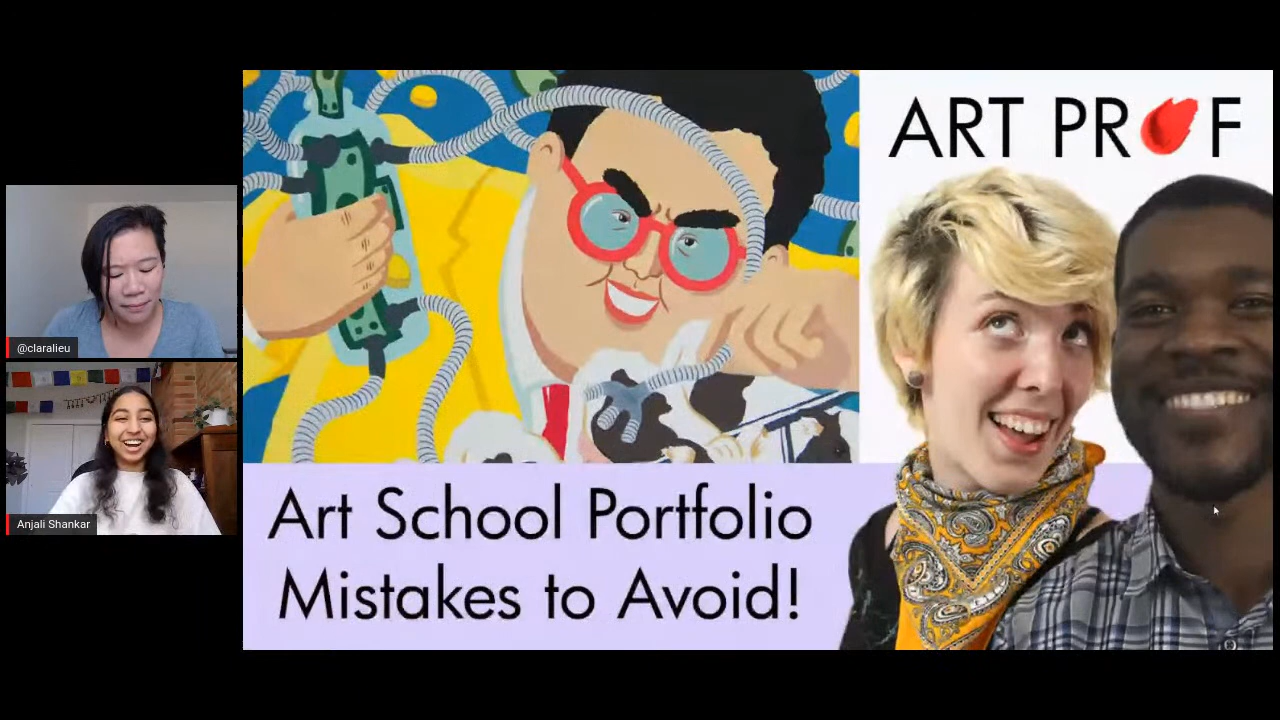 ART PROF
@claralieu
Anjali Shankar
Art School Portfolio
Mistakes to Avoid!